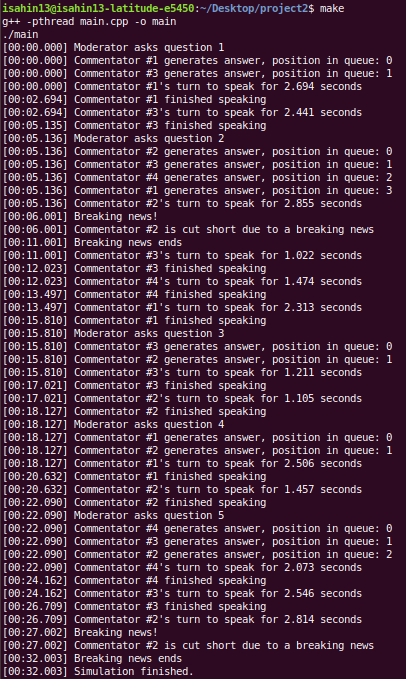 isahin13@isahin13-latitude-e5450:~/Desktop/project2$ make
g++ -pthread main.cpp -o main
./main
[00:00.000] Moderator asks question 1
[00:00.000] Commentator #1 generates answer, position in queue: 0
[00:00.000] Commentator #3 generates answer, position in queue: 1
[00:00.000] Commentator #1's turn to speak for 2.694 seconds
[00:02.694] Commentator #1 finished speaking
[00:02.694] Commentator #3's turn to speak for 2.441 seconds
[00:05.135] Commentator #3 finished speaking
[00:05.136] Moderator asks question 2
[00:05.136] Commentator #2 generates answer, position in queue: 0
[00:05.136] Commentator #3 generates answer, position in queue: 1
[00:05.136] Commentator #4 generates answer, position in queue: 2
[00:05.136] Commentator #1 generates answer, position in queue: 3
[00:05.136] Commentator #2's turn to speak for 2.855 seconds
[00:06.001] Breaking news!
[00:06.001] Commentator #2 is cut short due to a breaking news
[00:11.001] Breaking news ends
[00:11.001] Commentator #3's turn to speak for 1.022 seconds
[00:12.023] Commentator #3 finished speaking
[00:12.023] Commentator #4's turn to speak for 1.474 seconds
[00:13.497] Commentator #4 finished speaking
[00:13.497] Commentator #1's turn to speak for 2.313 seconds
[00:15.810] Commentator #1 finished speaking
[00:15.810] Moderator asks question 3
[00:15.810] Commentator #3 generates answer, position in queue: 0
[00:15.810] Commentator #2 generates answer, position in queue: 1
[00:15.810] Commentator #3's turn to speak for 1.211 seconds
[00:17.021] Commentator #3 finished speaking
[00:17.021] Commentator #2's turn to speak for 1.105 seconds
[00:18.127] Commentator #2 finished speaking
[00:18.127] Moderator asks question 4
[00:18.127] Commentator #1 generates answer, position in queue: 0
[00:18.127] Commentator #2 generates answer, position in queue: 1
[00:18.127] Commentator #1's turn to speak for 2.506 seconds
[00:20.632] Commentator #1 finished speaking
[00:20.632] Commentator #2's turn to speak for 1.457 seconds
[00:22.090] Commentator #2 finished speaking
[00:22.090] Moderator asks question 5
[00:22.090] Commentator #4 generates answer, position in queue: 0
[00:22.090] Commentator #3 generates answer, position in queue: 1
[00:22.090] Commentator #2 generates answer, position in queue: 2
[00:22.090] Commentator #4's turn to speak for 2.073 seconds
[00:24.162] Commentator #4 finished speaking
[00:24.162] Commentator #3's turn to speak for 2.546 seconds
[00:26.709] Commentator #3 finished speaking
[00:26.709] Commentator #2's turn to speak for 2.814 seconds
[00:27.002] Breaking news!
[00:27.002] Commentator #2 is cut short due to a breaking news
[00:32.003] Breaking news ends
[00:32.003] Simulation finished.